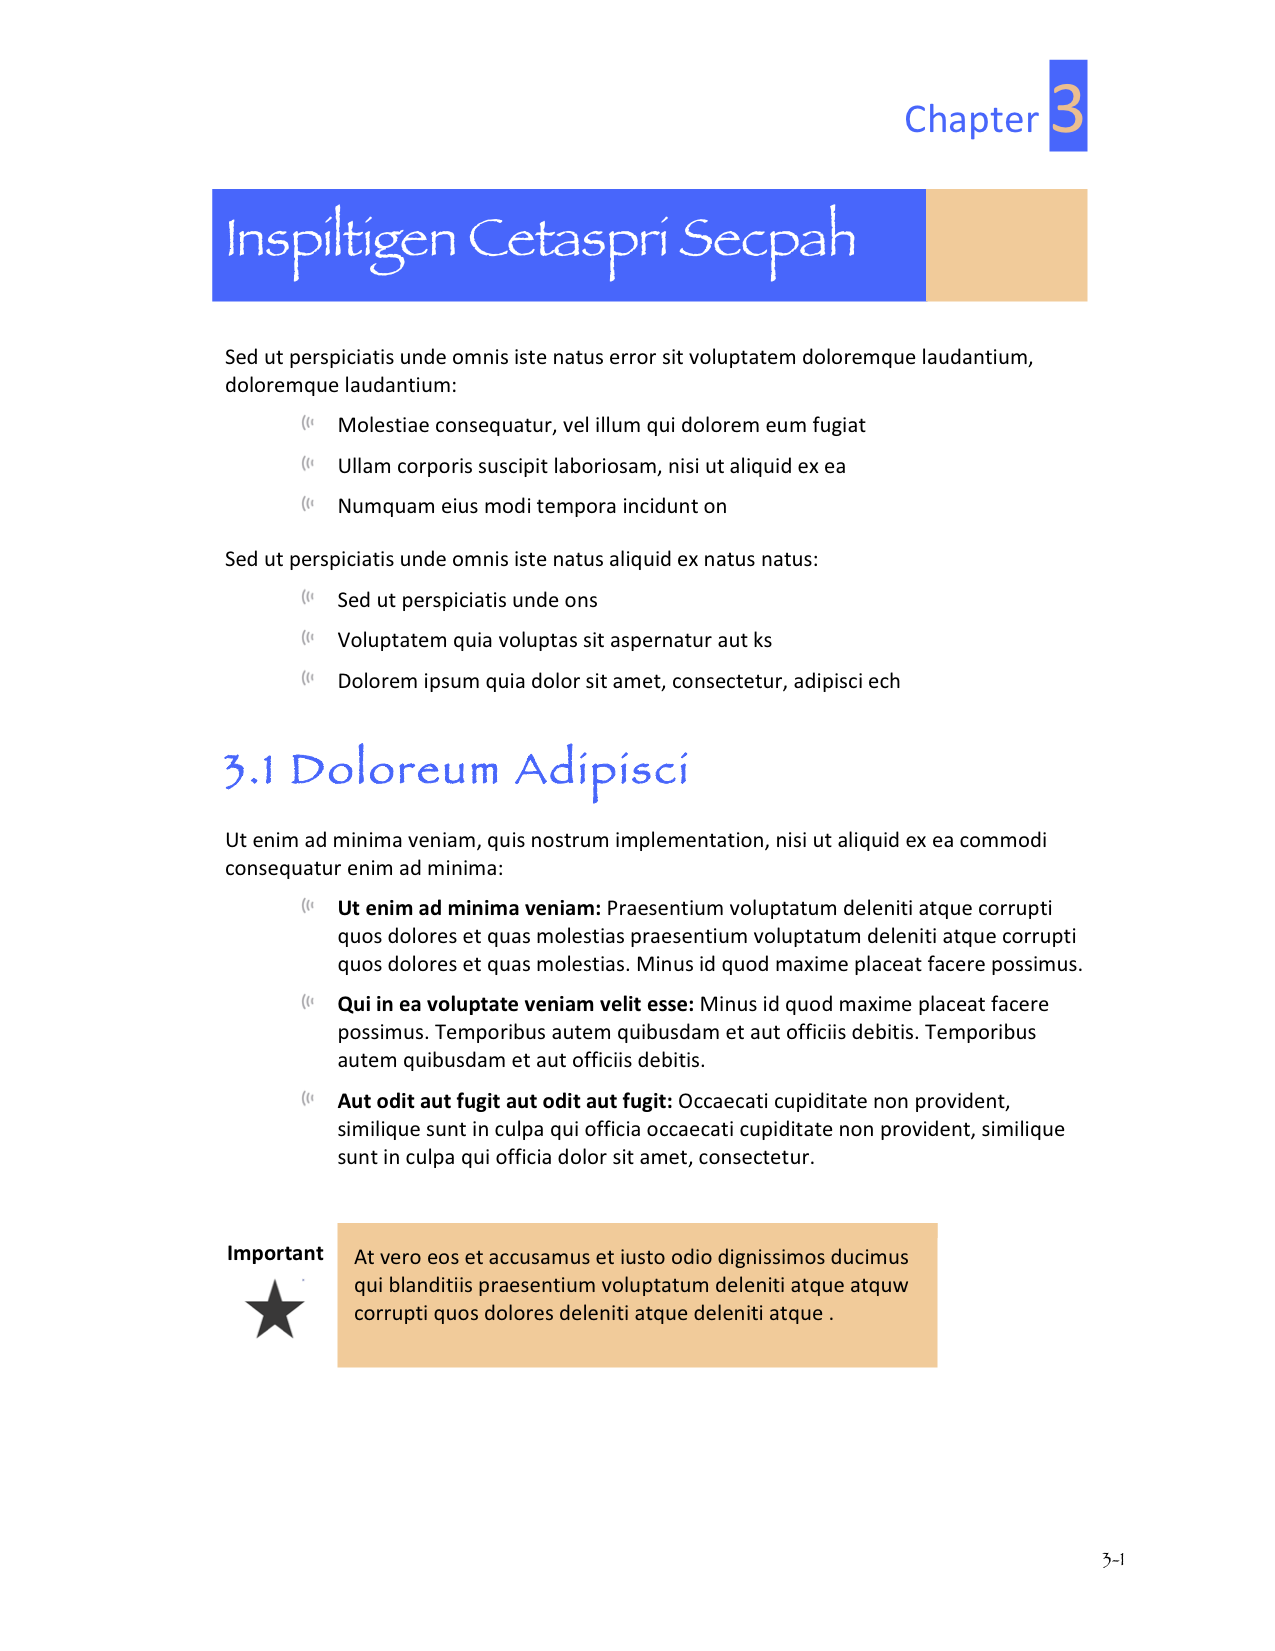 Chapter 3
Inspiltigen Cetaspri Secpah
Sed ut perspiciatis unde omnis iste natus error sit voluptatem doloremque laudantium,
doloremque laudantium:
Molestiae consequatur, vel illum qui dolorem eum fugiat
Ullam corporis suscipit laboriosam, nisi ut aliquid ex ea
Numquam eius modi tempora incidunt on
Sed ut perspiciatis unde omnis iste natus aliquid ex natus natus:
Sed ut perspiciatis unde ons
Voluptatem quia voluptas sit aspernatur aut ks
Dolorem ipsum quia dolor sit amet, consectetur, adipisci ech
3.1 Doloreum Adipisci
Ut enim ad minima veniam, quis nostrum implementation, nisi ut aliquid ex ea commodi
consequatur enim ad minima:
Ut enim ad minima veniam: Praesentium voluptatum deleniti atque corrupti
quos dolores et quas molestias praesentium voluptatum deleniti atque corrupti
quos dolores et quas molestias. Minus id quod maxime placeat facere possimus.
Qui in ea voluptate veniam velit esse: Minus id quod maxime placeat facere
possimus. Temporibus autem quibusdam et aut officiis debitis. Temporibus
autem quibusdam et aut officiis debitis.
Aut odit aut fugit aut odit aut fugit: Occaecati cupiditate non provident,
similique sunt in culpa qui officia occaecati cupiditate non provident, similique
sunt in culpa qui officia dolor sit amet, consectetur.
Important
At vero eos et accusamus et iusto odio dignissimos ducimus
qui blanditiis praesentium voluptatum deleniti atque atquw
corrupti quos dolores deleniti atque deleniti atque .
3-1